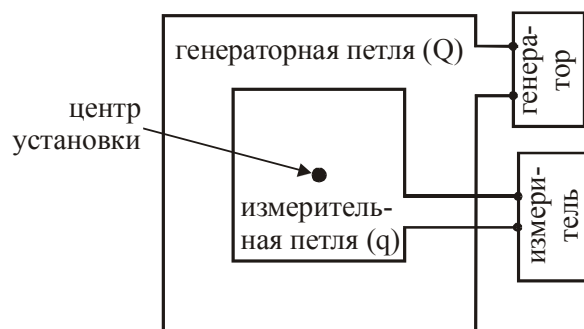 генераторная петля (Q)
генера-
тор
центр
установки
измеритель-
ная петля (q)
измери-
тель